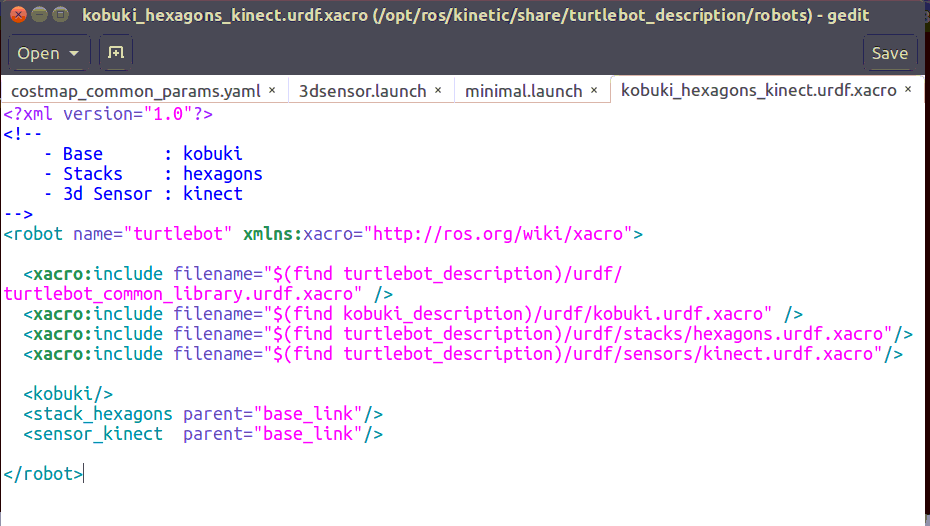 kobuki_hexagons_kinect.urdf.xacro (/opt/ros/kinetic/share/turtlebot_description/robots) - gedit
Open Save
costmap_common_params.yaml × 3dsensor.launch × minimal.launch × kobuki_hexagons_kinect.urdf.xacro ×
<?xml version="1.0"?>
<!--
    - Base      : kobuki
    - Stacks    : hexagons
    - 3d Sensor : kinect
-->
<robot name="turtlebot" xmlns:xacro="http://ros.org/wiki/xacro">

  <xacro:include filename="$(find turtlebot_description)/urdf/
turtlebot_common_library.urdf.xacro" />
  <xacro:include filename="$(find kobuki_description)/urdf/kobuki.urdf.xacro" />
  <xacro:include filename="$(find turtlebot_description)/urdf/stacks/hexagons.urdf.xacro"/>
  <xacro:include filename="$(find turtlebot_description)/urdf/sensors/kinect.urdf.xacro"/>

  <kobuki/>
  <stack_hexagons parent="base_link"/>
  <sensor_kinect  parent="base_link"/>

</robot>